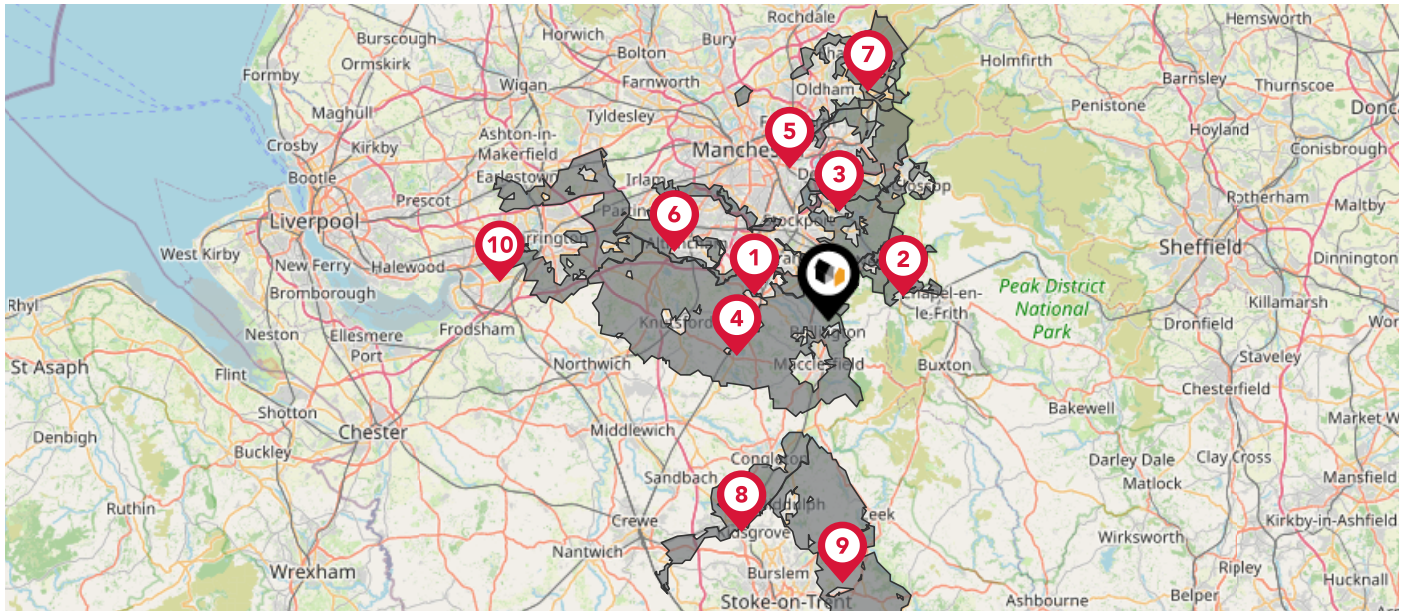 Rochdale
Hemsworth
Burscough
Horwich
Bury
Ormskirk
Bolton
Holmfirth
Formby
Wigan
Farnworth
7
Barnsley
Thurnscoe
Oldham
Maghull
Tyldesley
Penistone
Crosby
Kirkby
Ashton-in-
Makerfield
5
Hoyland
Earlestown
Conisbrough
Bootle
Irlam
3
Prescot
Rotherham
Maltby
Liverpool
6
Sheffield
10
West Kirby
New Ferry
Halewood
1
2
Dinnington
Bromborough
Chapel-en-
le-Frith
Peak District
National
Park
Killamarsh
Rhyl
4
Knutsford
Neston
Ellesmere
Port
Frodsham
Dronfield
Bollington
Staveley
St Asaph
Flint
Northwich
Macclesfield
Buxton
Chesterfield
Shotton
Bakewell
Chester
Middlewich
Denbigh
Buckley
Congleton
Darley Dale
Clay Cross
Matlock
Mansfield
Sandbach
8
Ruthin
Crewe
Kirkby-in-Ashfield
Wirksworth
Nantwich
9
Wrexham
Burslem
Ripley
Hucknall
Stoke-on-Trent
Ashbourne
Belper